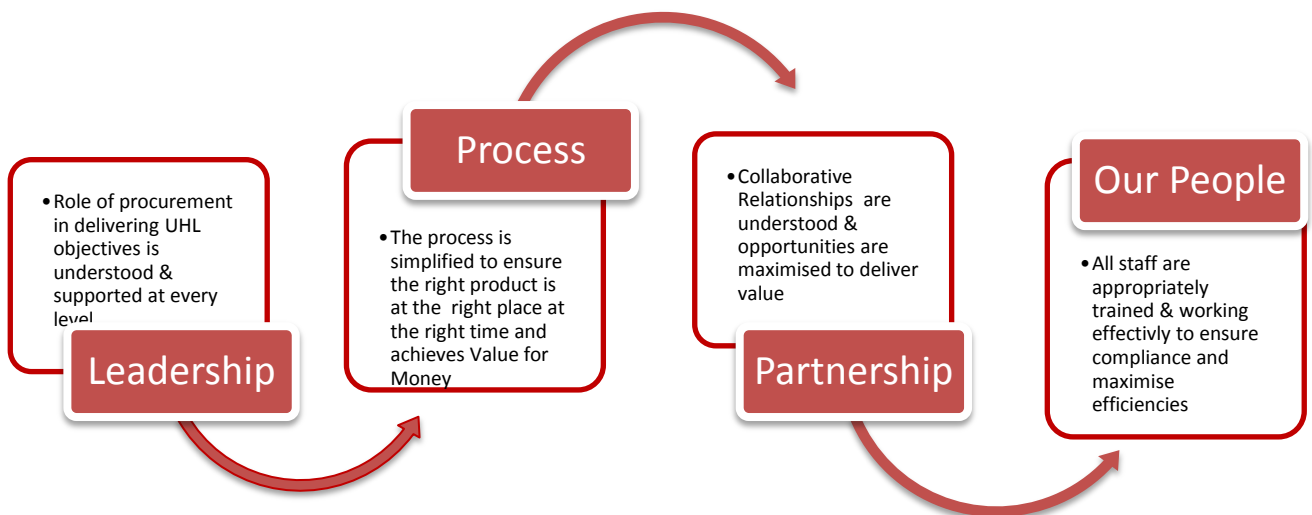 • Role of procurement
in delivering UHL
objectives is
understood &
supported at every
level
Leadership
Process
• The process is
simplified to ensure
the right product is
at the right place at
the right time and
achieves Value for
Money
• Collaborative
Relationships are
understood &
opportunities are
maximised to deliver
value
Partnership
Our People
• All staff are
appropriately
trained & working
effectivly to ensure
compliance and
maximise
efficiencies